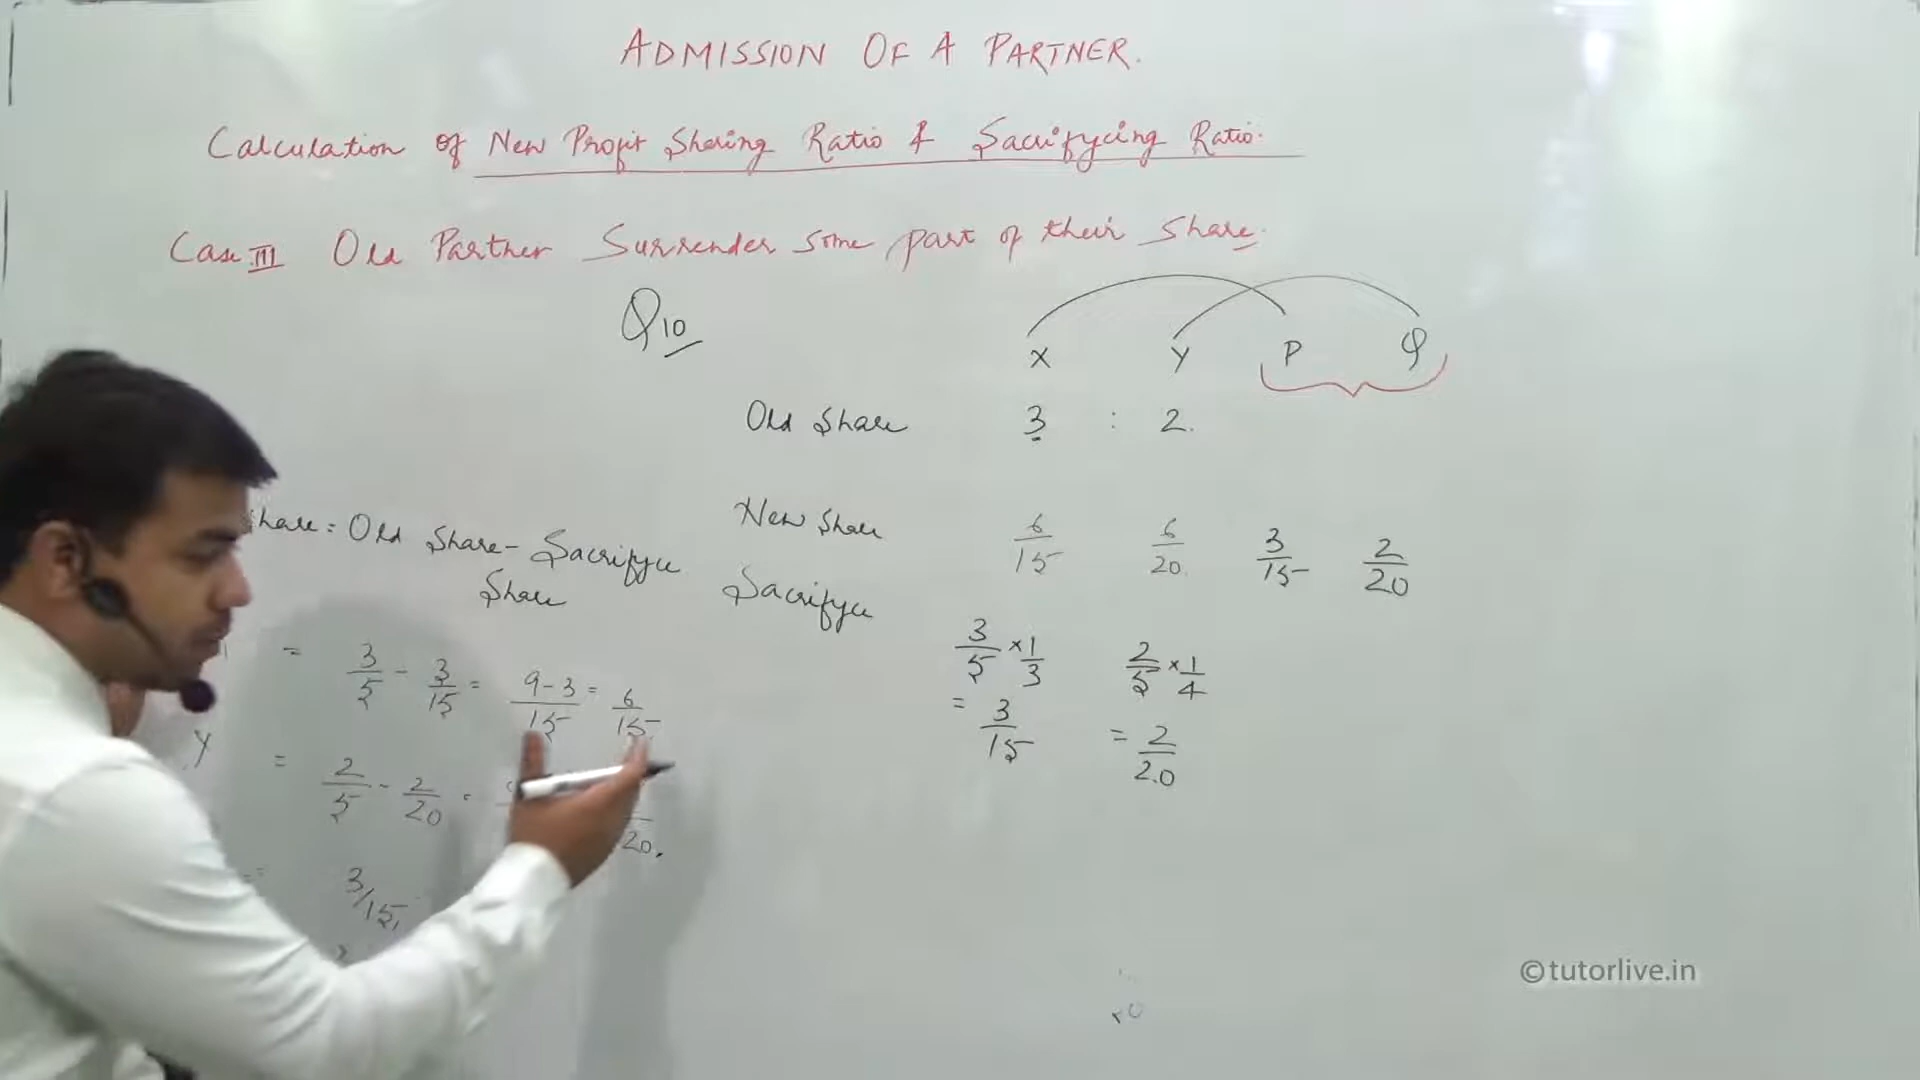 ADMISSION OF A PARTNER.
Calculation of New Profit Sharing Ratio & Sacrifycing Ratio.
Case III Old Partner Surrender some part of their Share.
Q10
X Y P Q
Old Share 3 : 2.
New Share 6/15 6/20. 3/15 2/20
Share = Old Share - Sacrifyce
Share
Sacrifyce 3/5 × 1/3 2/5 × 1/4
= 3/15 = 2/20
= 3/5 - 3/15 = 9-3/15 = 6/15
Y = 2/5 - 2/20 =
20.
= 3/15,
©tutorlive.in